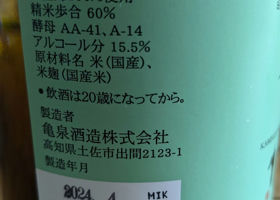 精米歩合 60%
酵母 AA-41、A-14
アルコール分 15.5%
原材料名 米(国産)、
米麹(国産米)
•飲酒は20歳になってから。
製造者
亀泉酒造株式会社
高知県土佐市出間2123-1
製造年月
2024. 4 MIK